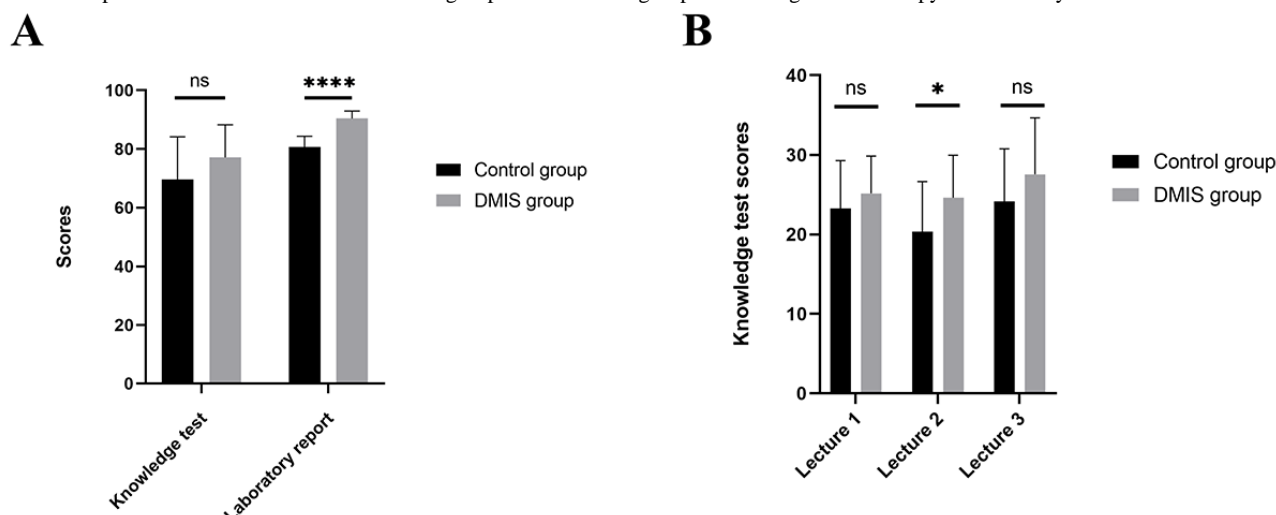 A
ns
****
100
80
60
40
20
0
Scores
Knowledge test
Laboratory report
Control group
DMIS group
B
ns
*
ns
40
30
20
10
0
Knowledge test scores
Lecture 1
Lecture 2
Lecture 3
Control group
DMIS group